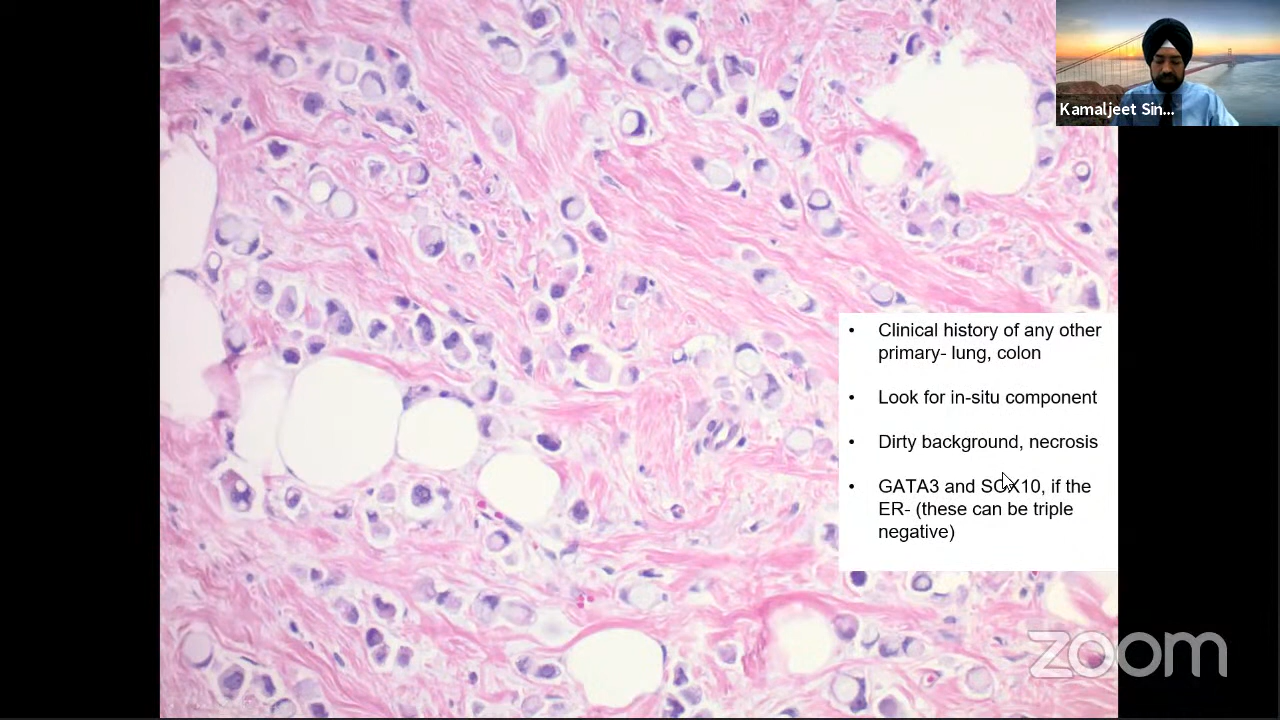 Kamaljeet Sin...
• Clinical history of any other
primary- lung, colon
• Look for in-situ component
• Dirty background, necrosis
• GATA3 and SOX10, if the
ER- (these can be triple
negative)
zoom